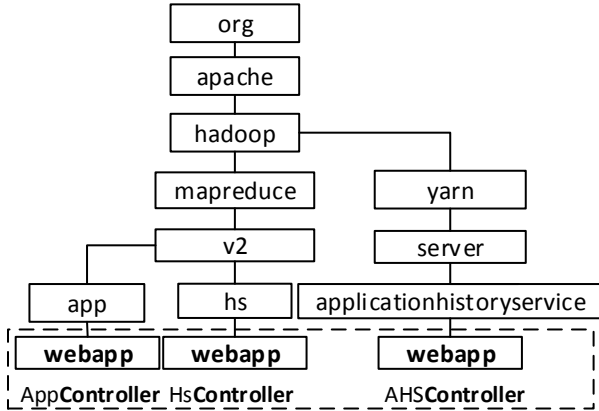 org
apache
hadoop
mapreduce yarn
v2 server
app hs applicationhistoryservice
webapp webapp webapp
AppController HsController AHSController